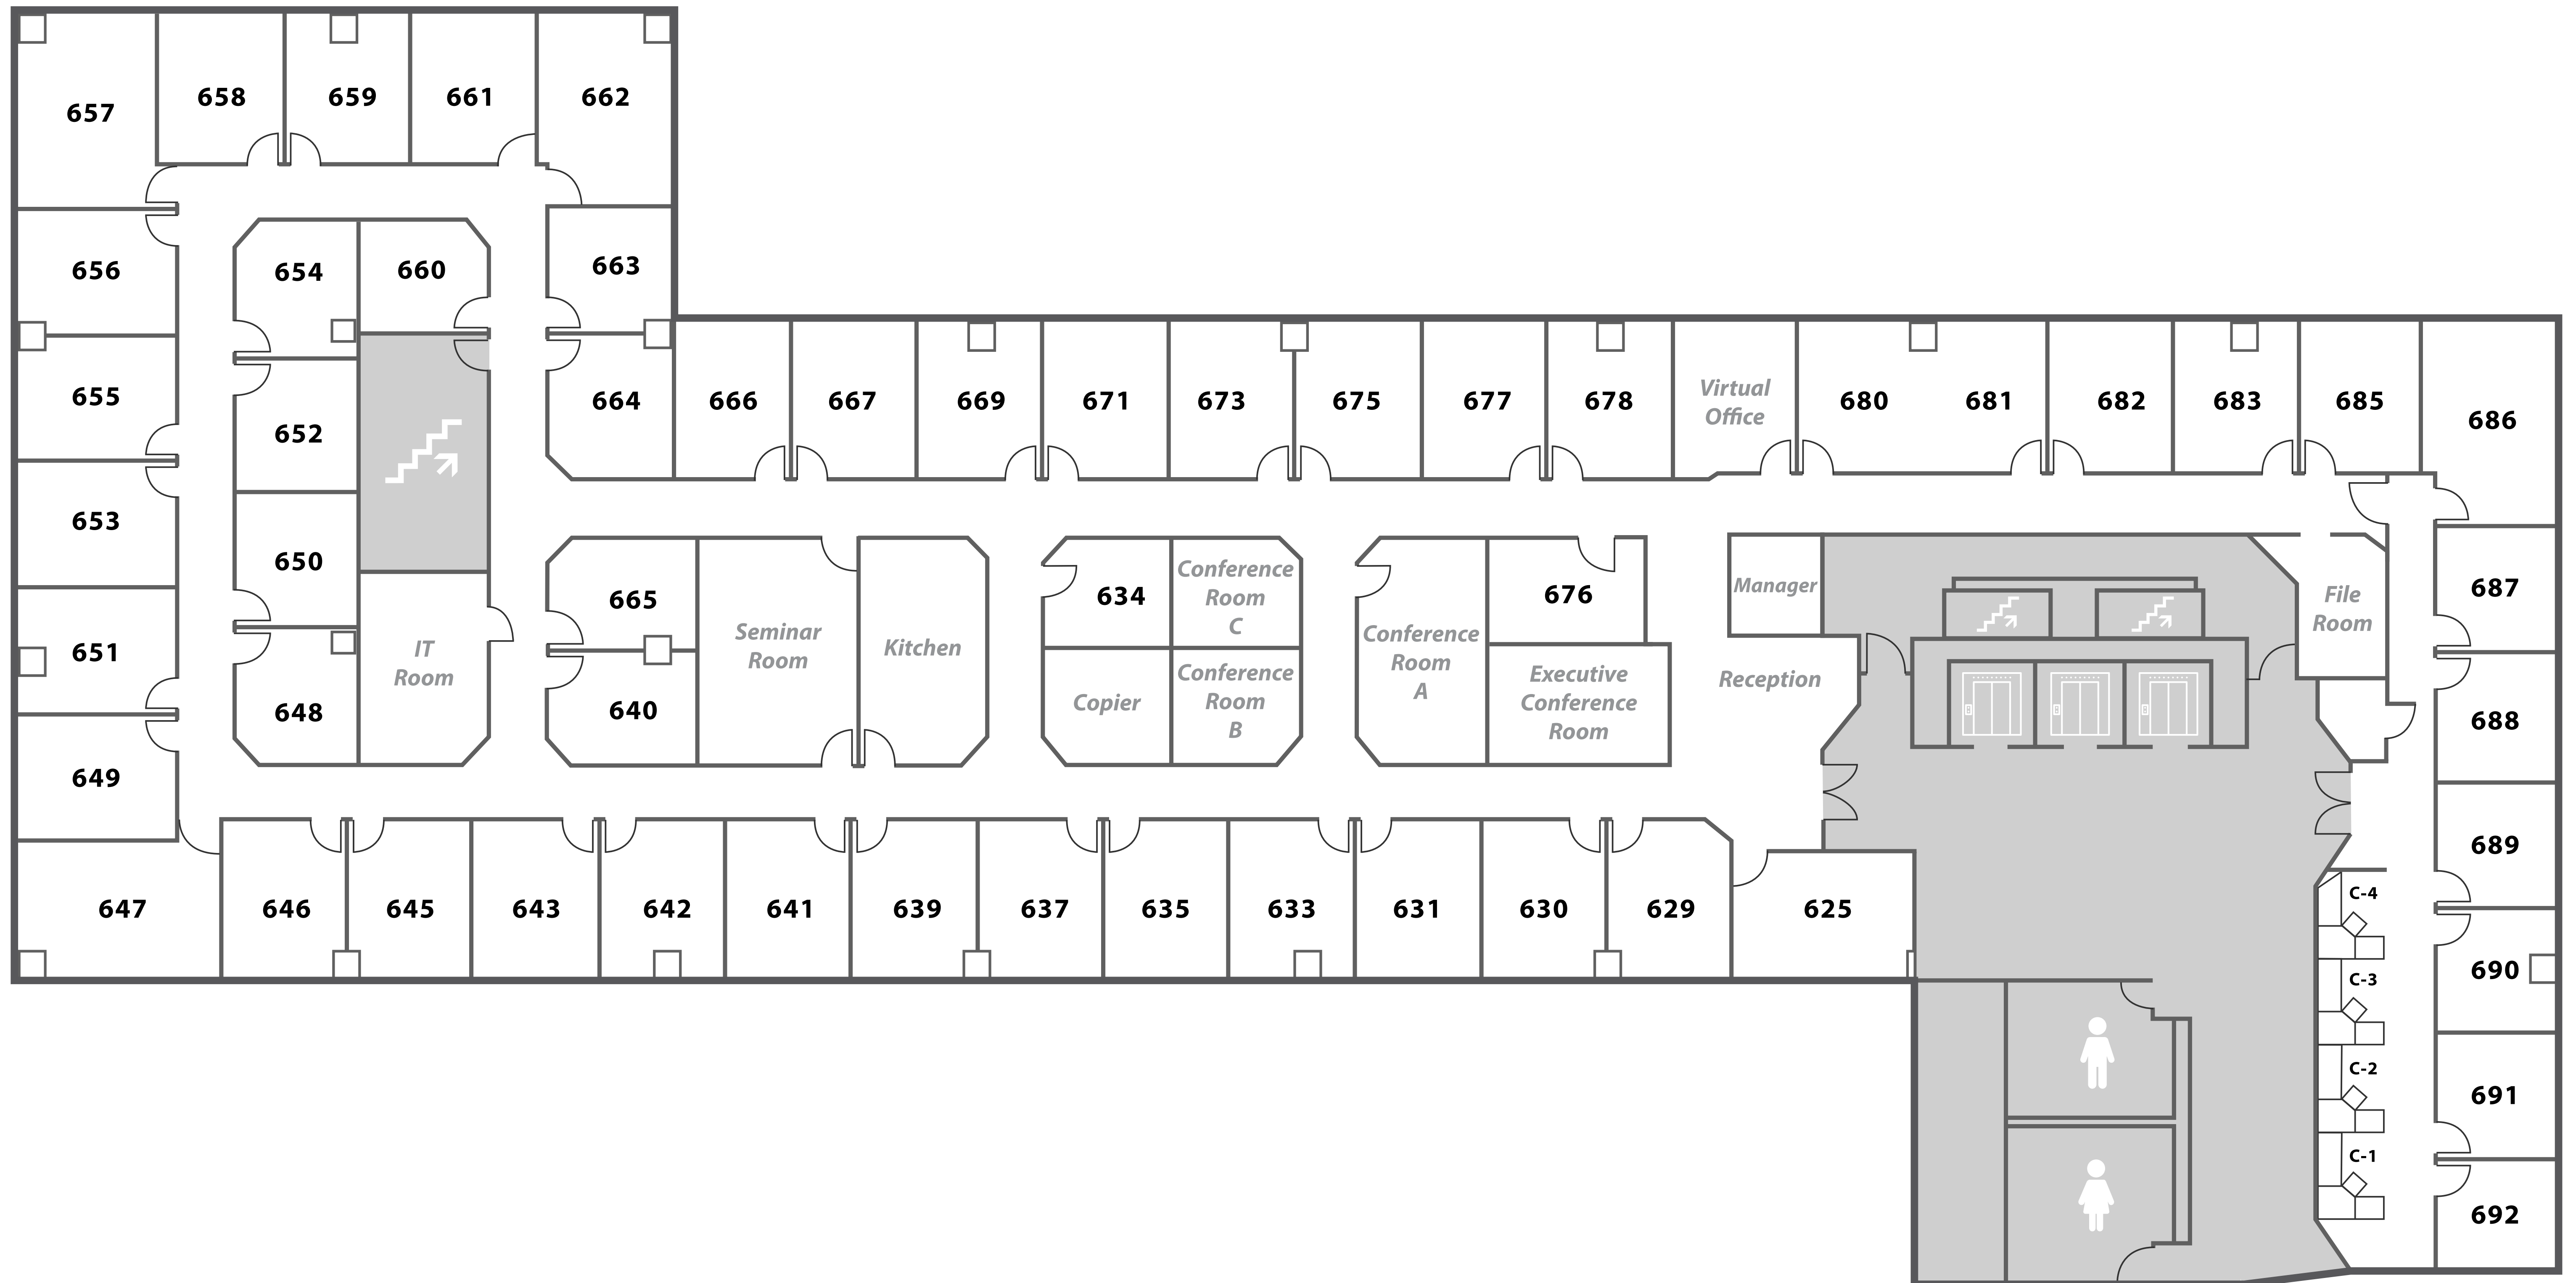 657
658
659
661
662
656
654
660
663
655
652
664
666
667
669
671
673
675
677
678
Virtual
Office
680
681
682
683
685
686
653
650
651
648
IT
Room
665
640
Seminar
Room
Kitchen
634
Conference
Room
C
Copier
Conference
Room
B
Conference
Room
A
676
Executive
Conference
Room
Manager
Reception
File
Room
687
688
649
689
647
646
645
643
642
641
639
637
635
633
631
630
629
625
C-4
C-3
C-2
C-1
690
691
692